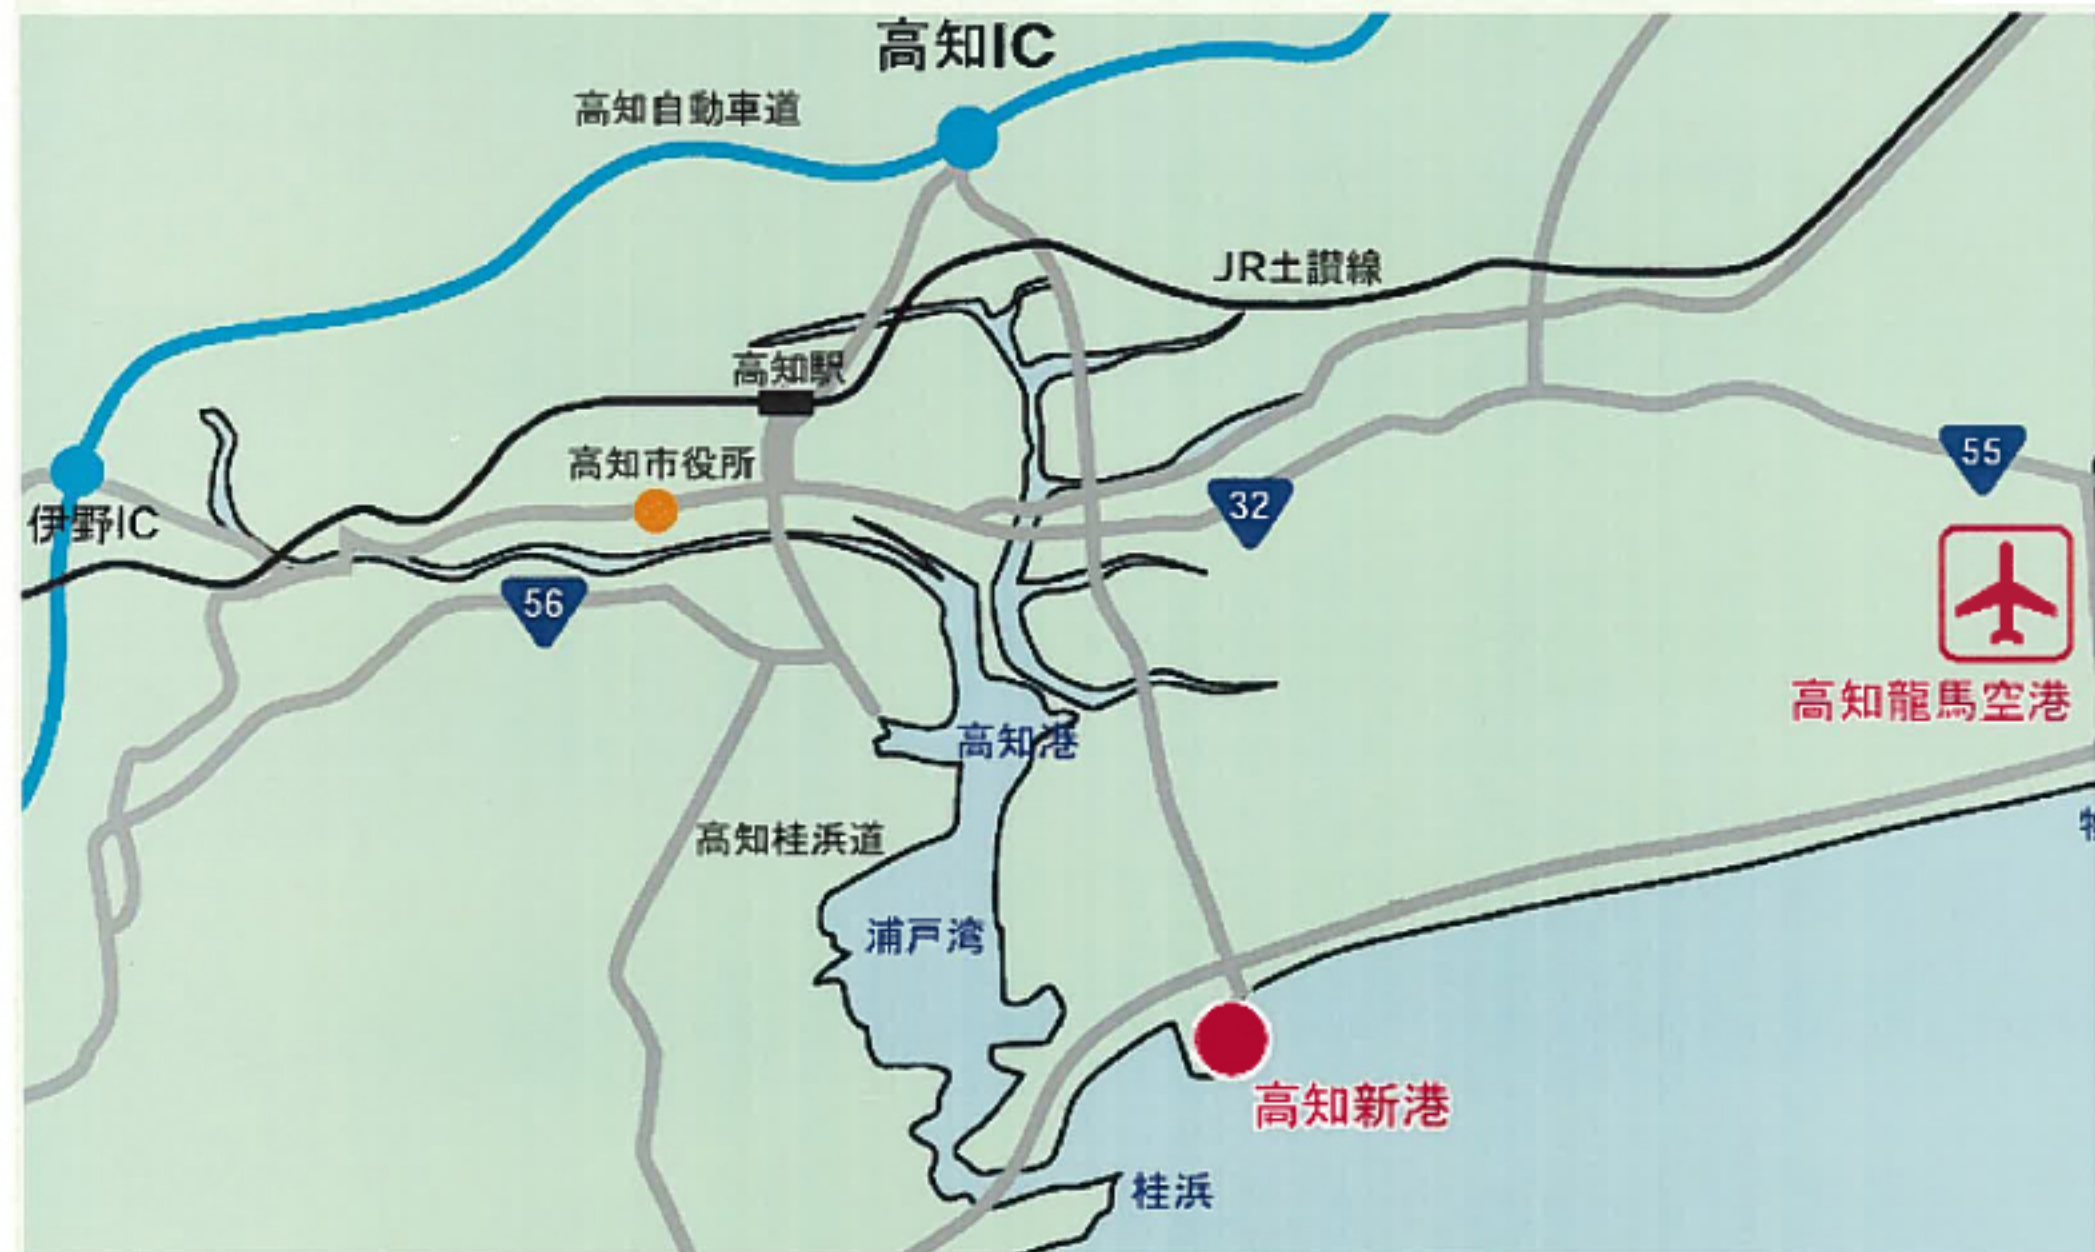 高知IC
高知自動車道
JR土讃線
高知駅
高知市役所
55
32
伊野IC
56
高知龍馬空港
高知港
高知桂浜道
浦戸湾
高知新港
桂浜